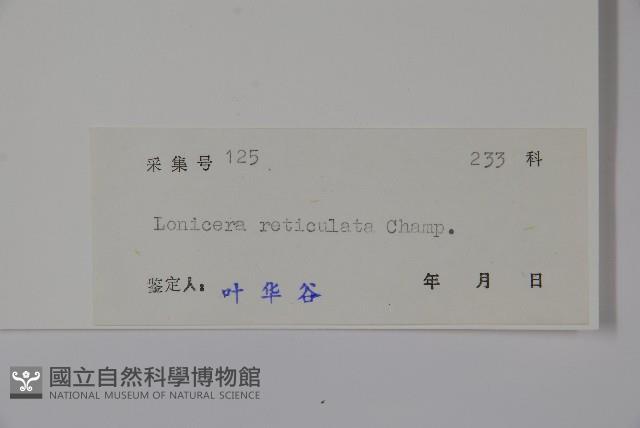 采集号 125 233 科
Lonicera reticulata Champ.
鉴定人: 叶华谷 年 月 日
國立自然科學博物館
NATIONAL MUSEUM OF NATURAL SCIENCE